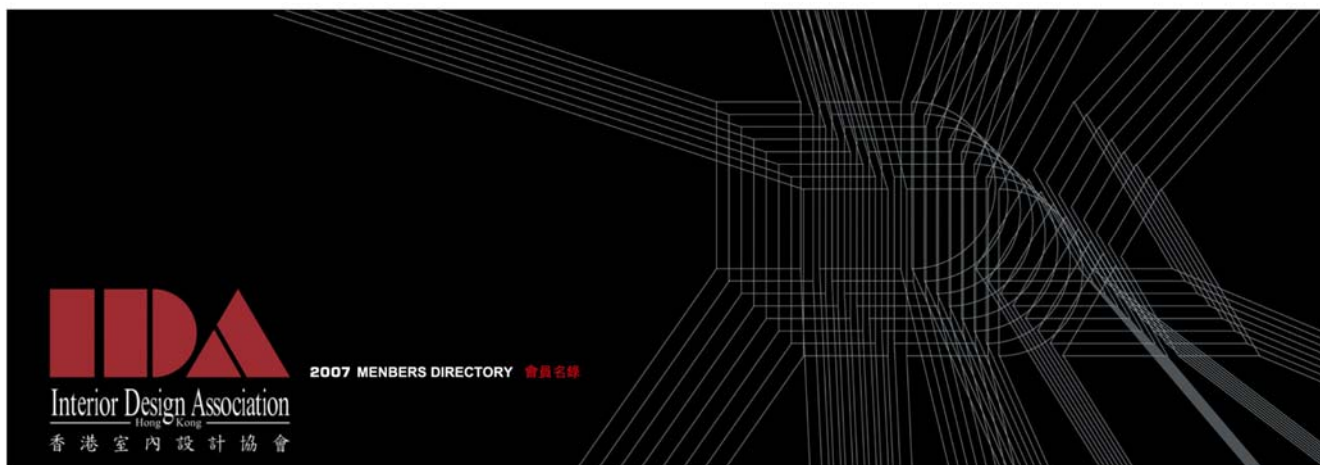 IDA
2007 MENBERS DIRECTORY 會員名錄
Interior Design Association
Hong Kong
香港室內設計協會